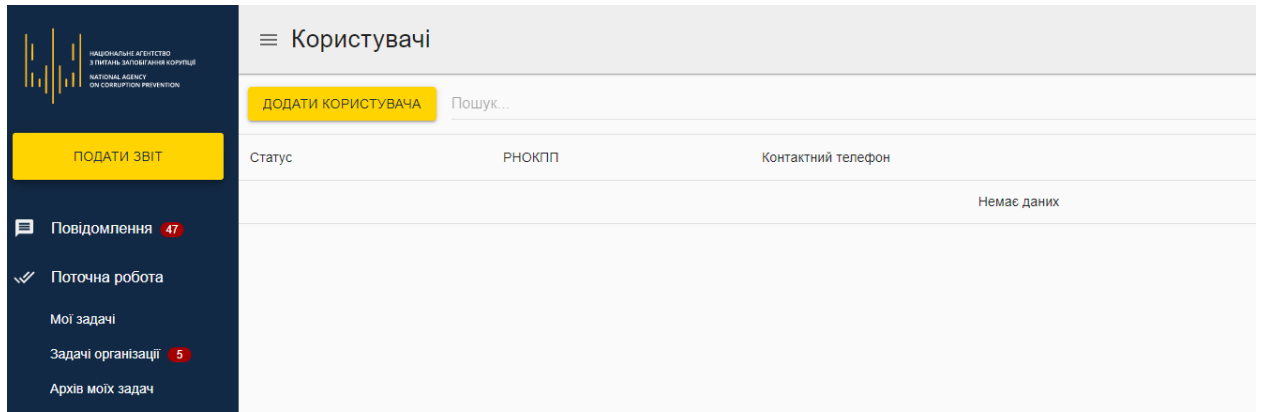 НАЦІОНАЛЬНЕ АГЕНТСТВО
З ПИТАНЬ ЗАПОБІГАННЯ КОРУПЦІЇ
NATIONAL AGENCY
ON CORRUPTION PREVENTION
ПОДАТИ ЗВІТ
Повідомлення 47
Поточна робота
Мої задачі
Задачі організації 5
Архів моїх задач
Користувачі
ДОДАТИ КОРИСТУВАЧА Пошук...
Статус РНОКПП Контактний телефон
Немає даних